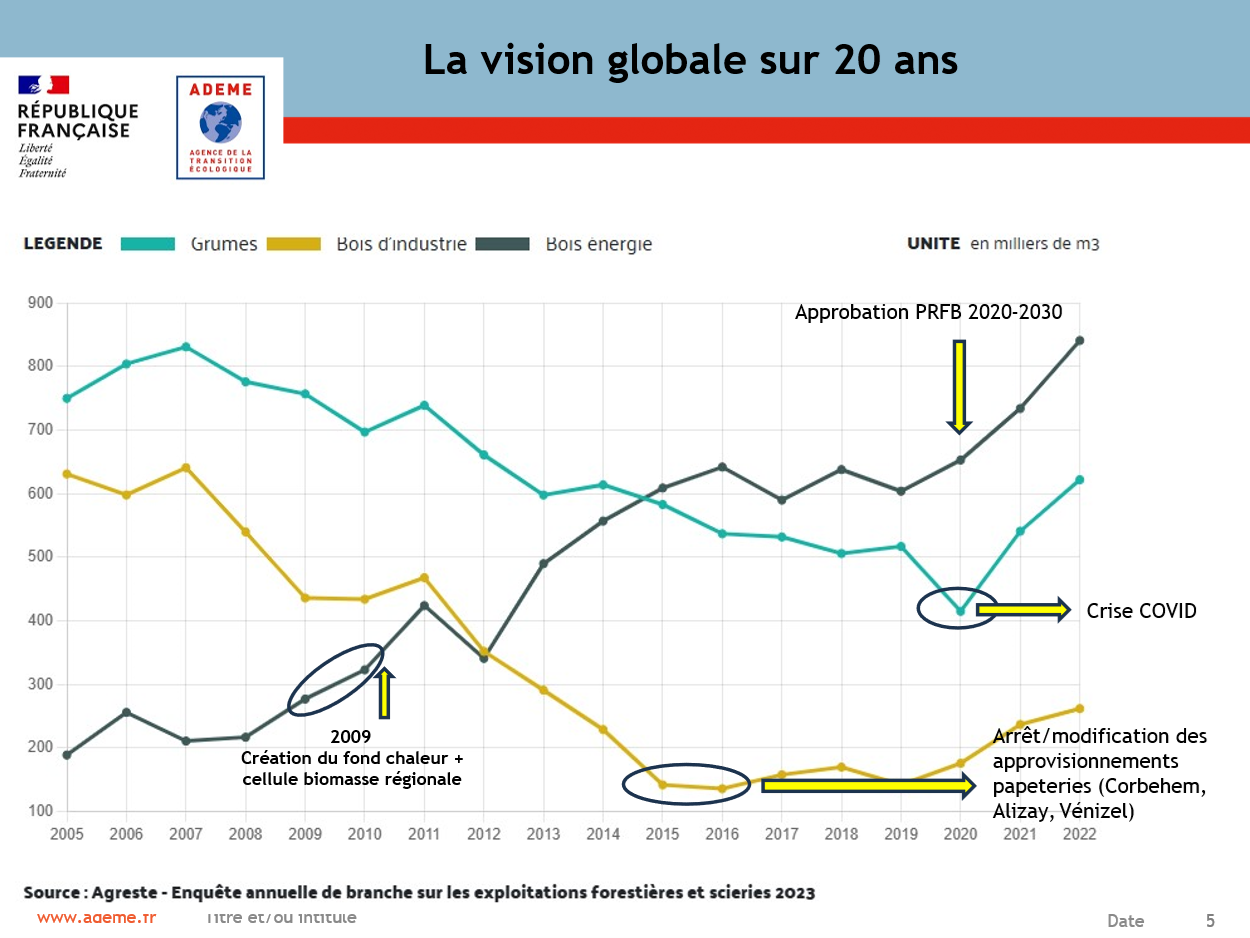 La vision globale sur 20 ans
RÉPUBLIQUE
FRANÇAISE
Liberté
Égalité
Fraternité
ADEME
AGENCE DE LA
TRANSITION
ÉCOLOGIQUE
LEGENDE Grumes Bois d'industrie Bois énergie UNITE en milliers de m3
900
Approbation PRFB 2020-2030
800
700
600
500
400
Crise COVID
300
200
2009
Création du fond chaleur +
cellule biomasse régionale
Arrêt/modification des
approvisionnements
papeteries (Corbehem,
Alizay, Vénizel)
100
2005 2006 2007 2008 2009 2010 2011 2012 2013 2014 2015 2016 2017 2018 2019 2020 2021 2022
Source : Agreste - Enquête annuelle de branche sur les exploitations forestières et scieries 2023
www.ademe.fr Titre et/ou intitulé Date 5